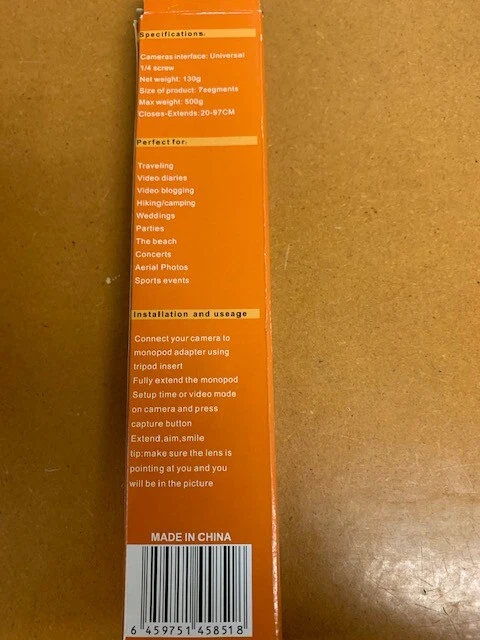 Specifications:
Cameras interface: Universal
1/4 screw
Net weight: 130g
Size of product: 7segments
Max weight: 500g
Closes-Extends: 20-97CM
Perfect for:
Traveling
Video diaries
Video blogging
Hiking/camping
Weddings
Parties
The beach
Concerts
Aerial Photos
Sports events
Installation and useage
Connect your camera to
monopod adapter using
tripod insert
Fully extend the monopod
Setup time or video mode
on camera and press
capture button
Extend,aim,smile
tip:make sure the lens is
pointing at you and you
will be in the picture
MADE IN CHINA
6 459751 458518